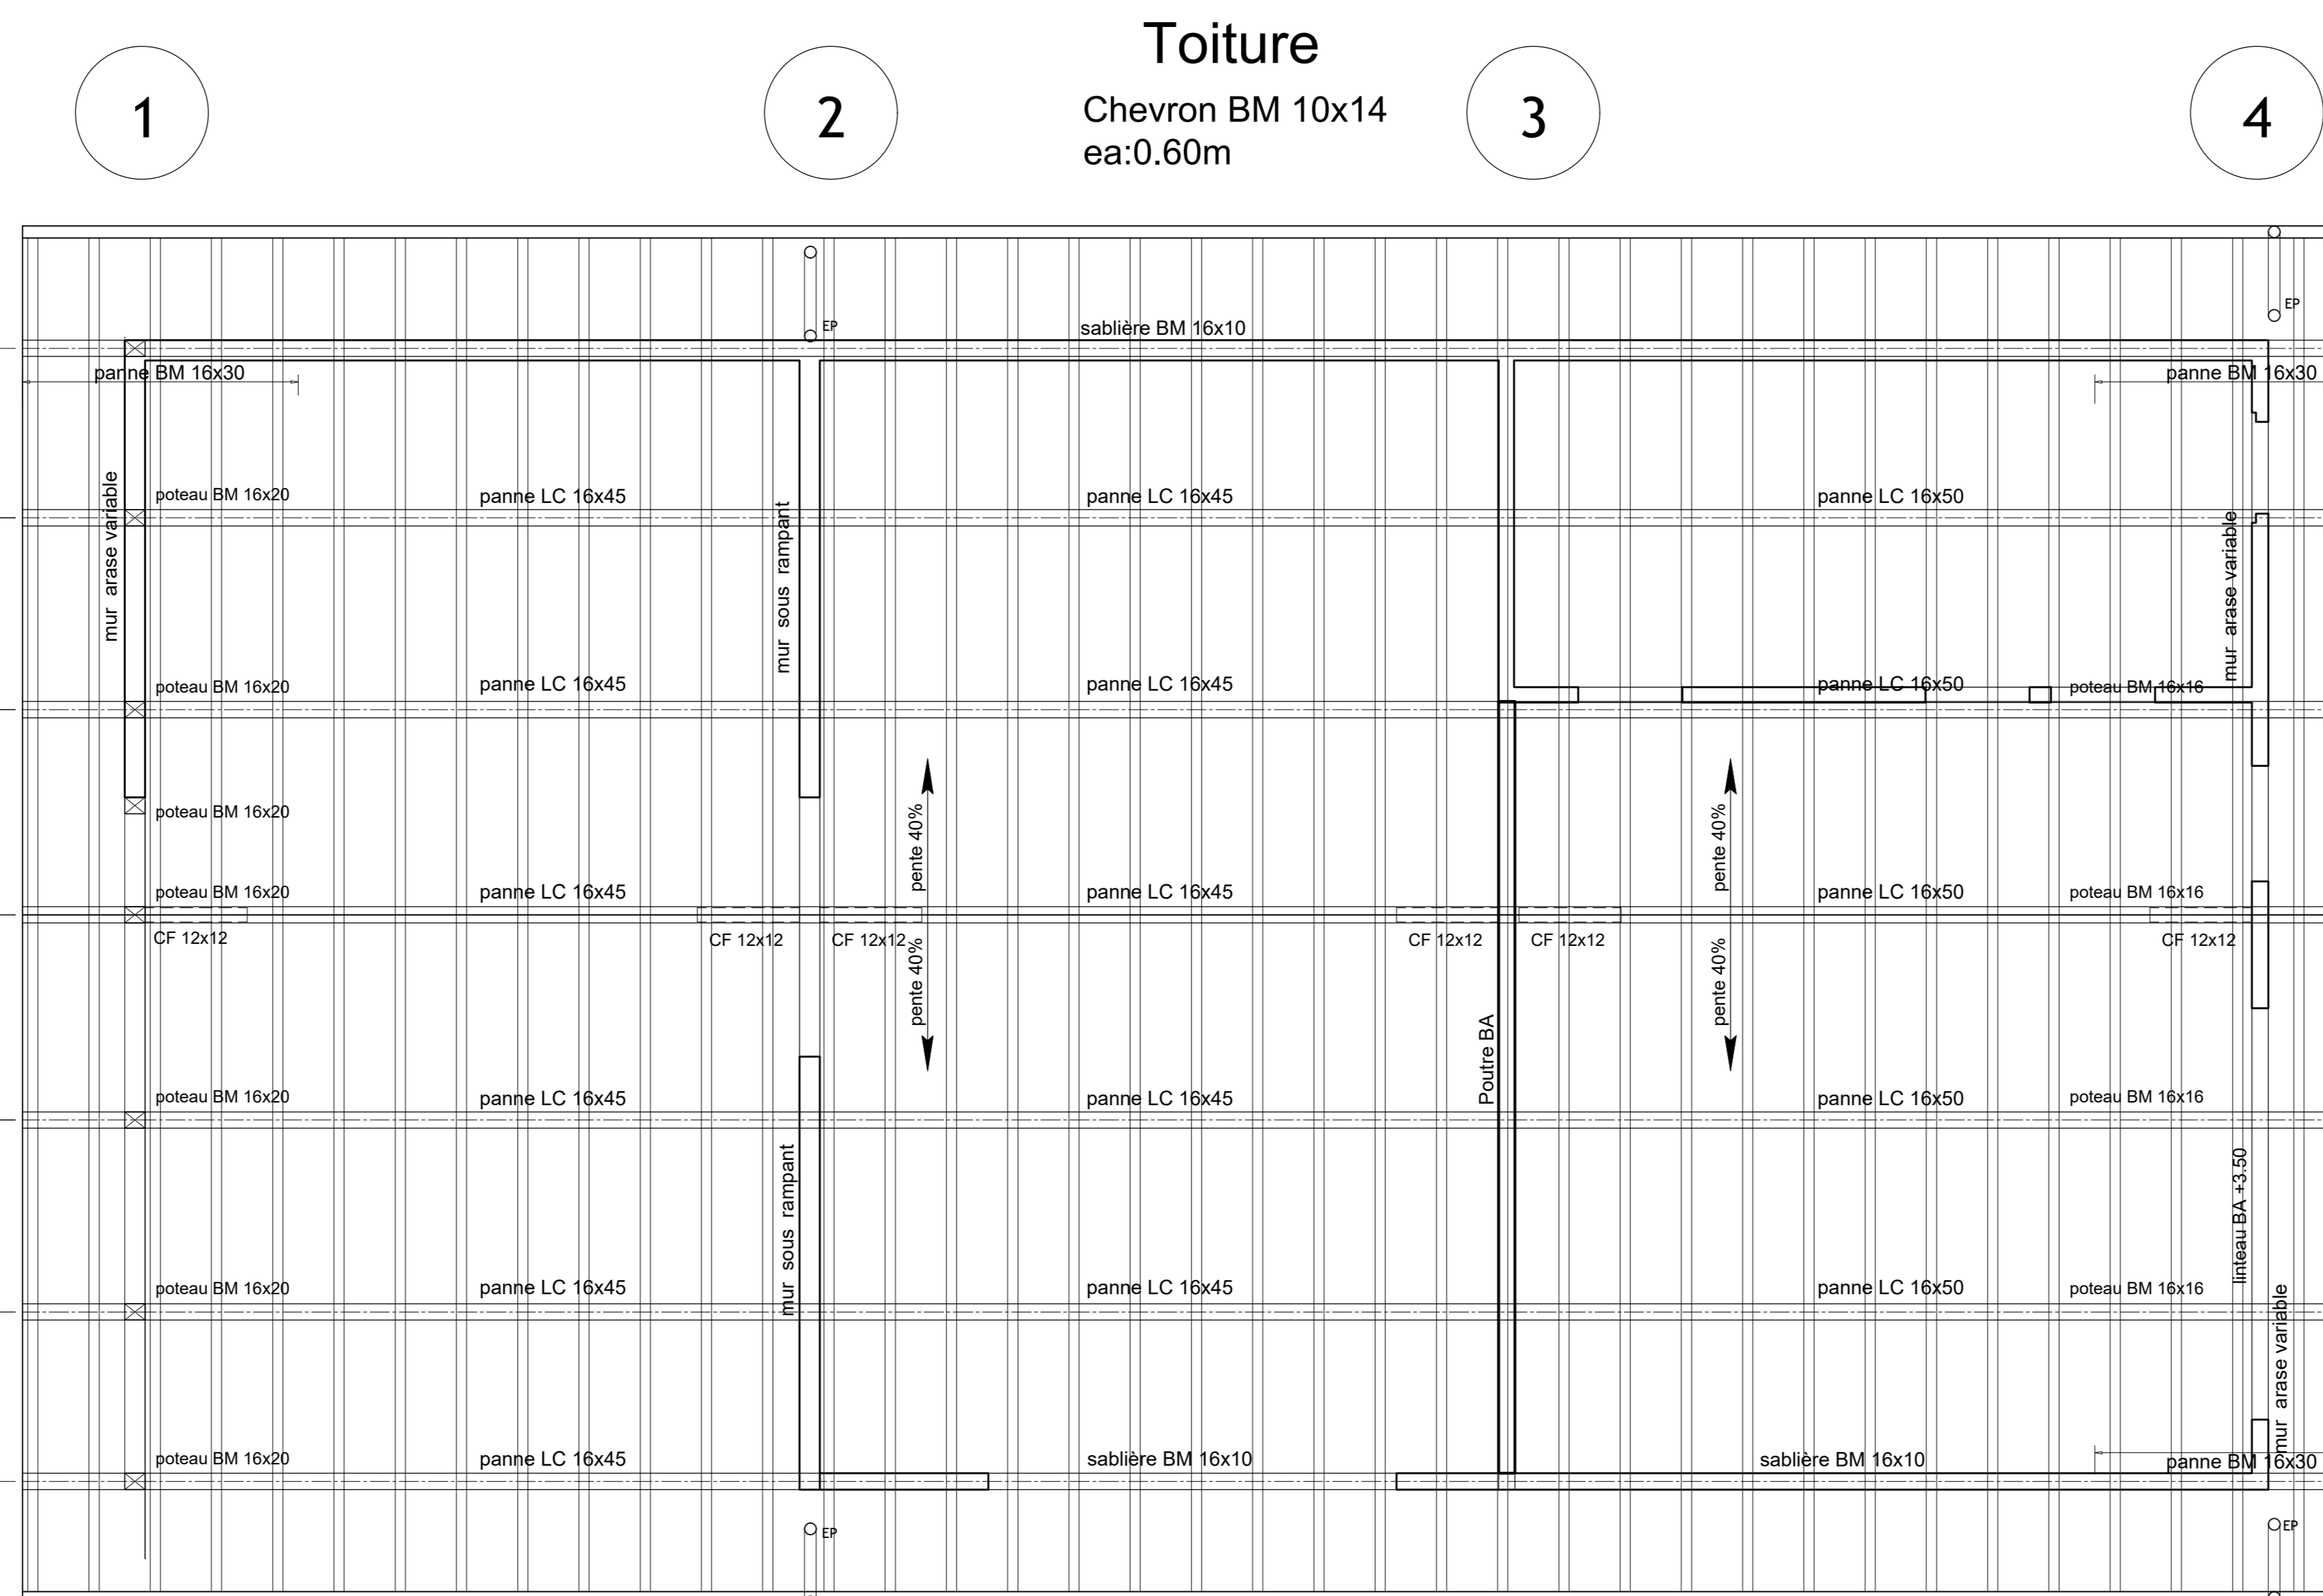 Toiture
1
2
Chevron BM 10x14
ea:0.60m
3
4
EP
EP
sablière BM 16x10
panne BM 16x30
panne BM 16x30
mur arase variable
poteau BM 16x20
panne LC 16x45
mur sous rampant
panne LC 16x45
panne LC 16x50
mur arase variable
poteau BM 16x20
panne LC 16x45
panne LC 16x45
panne LC 16x50
poteau BM 16x16
poteau BM 16x20
pente 40%
pente 40%
poteau BM 16x20
panne LC 16x45
panne LC 16x45
panne LC 16x50
poteau BM 16x16
CF 12x12
CF 12x12
CF 12x12
CF 12x12
CF 12x12
CF 12x12
pente 40%
pente 40%
Poutre BA
poteau BM 16x20
panne LC 16x45
panne LC 16x45
panne LC 16x50
poteau BM 16x16
mur sous rampant
linteau BA +3.50
poteau BM 16x20
panne LC 16x45
panne LC 16x45
panne LC 16x50
poteau BM 16x16
mur arase variable
poteau BM 16x20
panne LC 16x45
sablière BM 16x10
sablière BM 16x10
panne BM 16x30
EP
EP